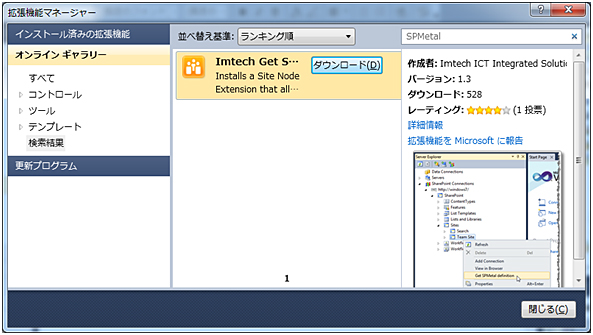 拡張機能マネージャー
インストール済みの拡張機能
オンライン ギャラリー
すべて
コントロール
ツール
テンプレート
検索結果
更新プログラム
並べ替え基準: ランキング順
Imtech Get S…
ダウンロード(D)
Installs a Site Node
Extension that all…
1
SPMetal
作成者: Imtech ICT Integrated Solutio
バージョン: 1.3
ダウンロード: 528
レーティング: (1 投票)
詳細情報
拡張機能を Microsoft に報告
Server Explorer
Start Page
Data Connections
Servers
SharePoint Connections
SharePoint
ContentTypes
Features
List Templates
Lists and Libraries
Sites
Search
Team Site
Refresh
Delete Del
Add Connection
View in Browser
Get SPMetal definition
Properties Alt+Enter
閉じる(C)